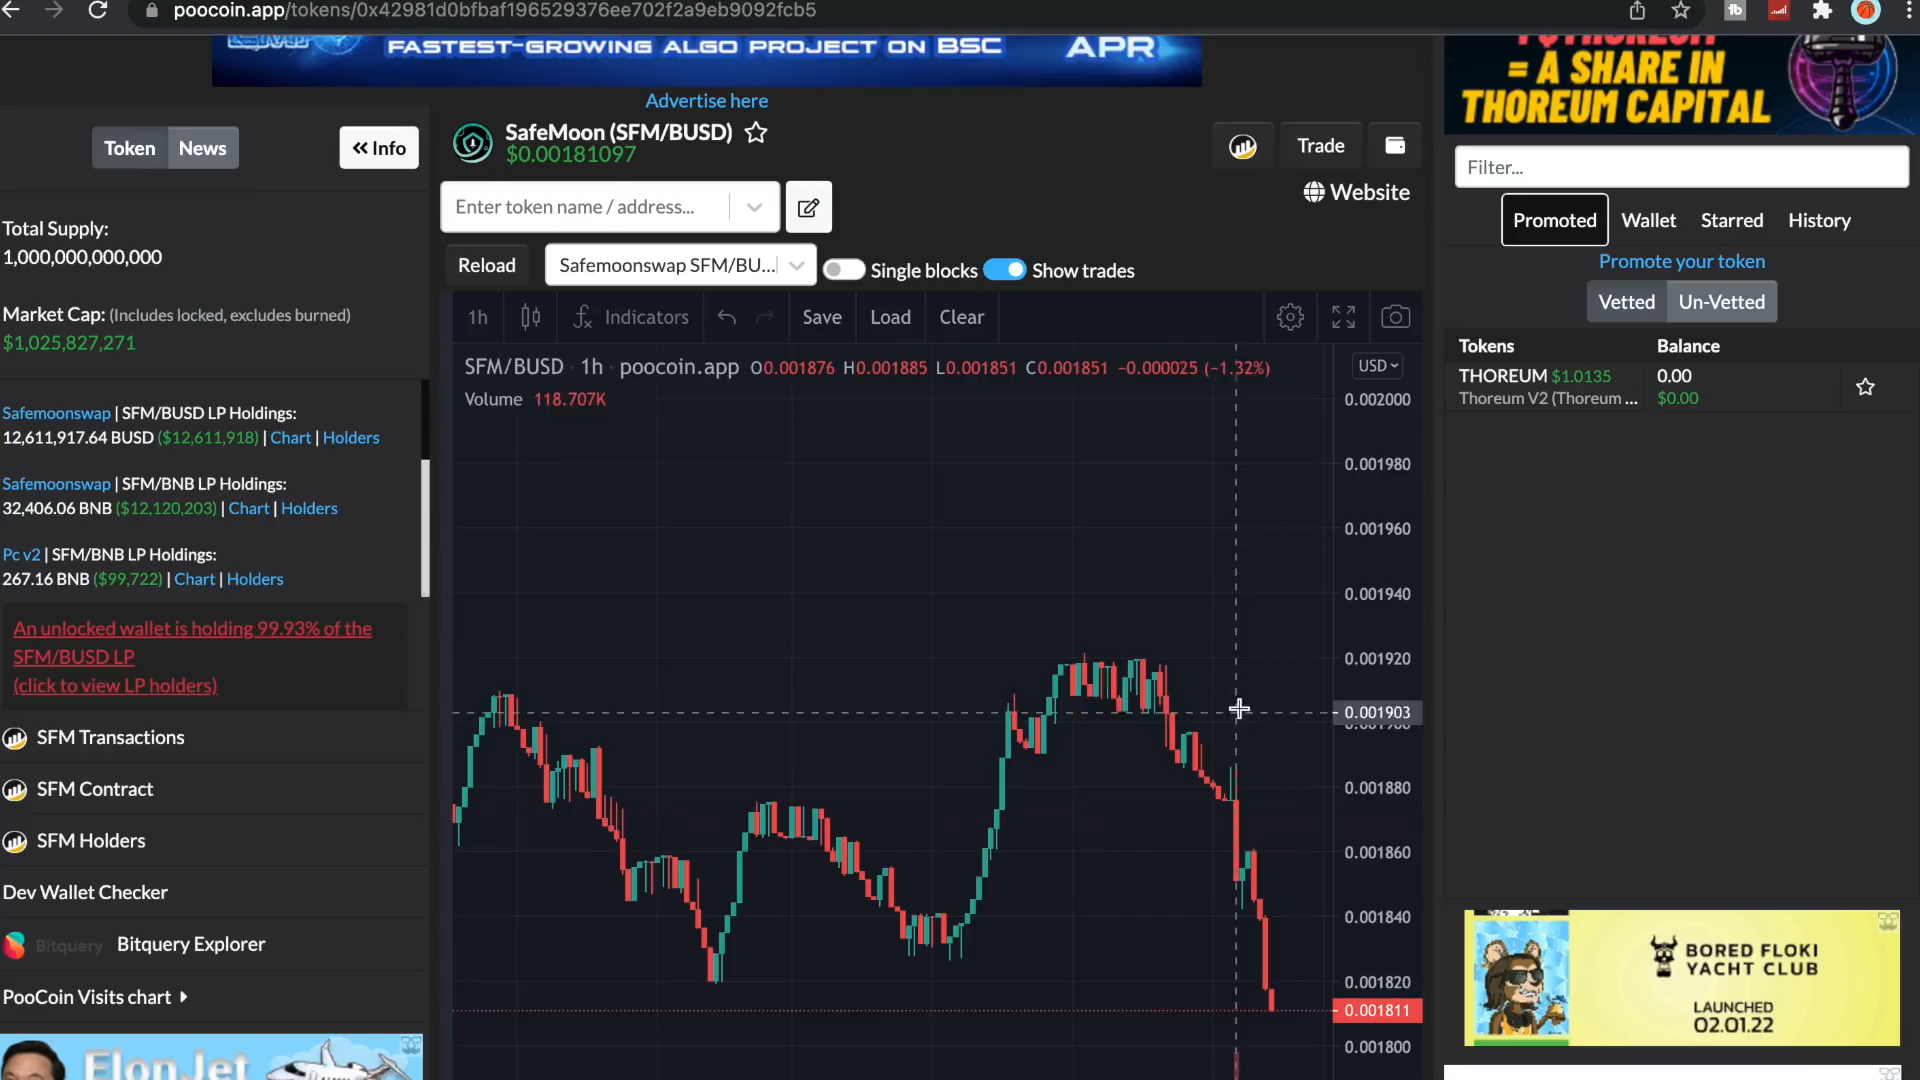 poocoin.app/tokens/0x42981d0bfbaf196529376ee702f2a9eb9092fcb5
FASTEST-GROWING ALGO PROJECT ON BSC
APR
Advertise here
Token
News
Info
Total Supply:
1,000,000,000,000
Market Cap: (Includes locked, excludes burned)
$1,025,827,271
Safemoonswap | SFM/BUSD LP Holdings:
12,611,917.64 BUSD ($12,611,918) | Chart | Holders
Safemoonswap | SFM/BNB LP Holdings:
32,406.06 BNB ($12,120,203) | Chart | Holders
Pc v2 | SFM/BNB LP Holdings:
267.16 BNB ($99,722) | Chart | Holders
An unlocked wallet is holding 99.93% of the
SFM/BUSD LP
(click to view LP holders)
SFM Transactions
SFM Contract
SFM Holders
Dev Wallet Checker
Bitquery Bitquery Explorer
PooCoin Visits chart
ElonJet
SafeMoon (SFM/BUSD)
$0.00181097
Trade
Enter token name / address...
Website
Reload
Safemoonswap SFM/BU...
Single blocks
Show trades
1h
Indicators
Save
Load
Clear
SFM/BUSD · 1h · poocoin.app O0.001876 H0.001885 L0.001851 C0.001851 −0.000025 (−1.32%)
USD
Volume 118.707K
0.002000
0.001980
0.001960
0.001940
0.001920
0.001903
0.001880
0.001860
0.001840
0.001820
0.001811
0.001800
= A SHARE IN
THOREUM CAPITAL
Filter...
Promoted
Wallet
Starred
History
Promote your token
Vetted
Un-Vetted
Tokens
Balance
THOREUM $1.0135
0.00
Thoreum V2 (Thoreum ...
$0.00
BORED FLOKI
YACHT CLUB
LAUNCHED
02.01.22